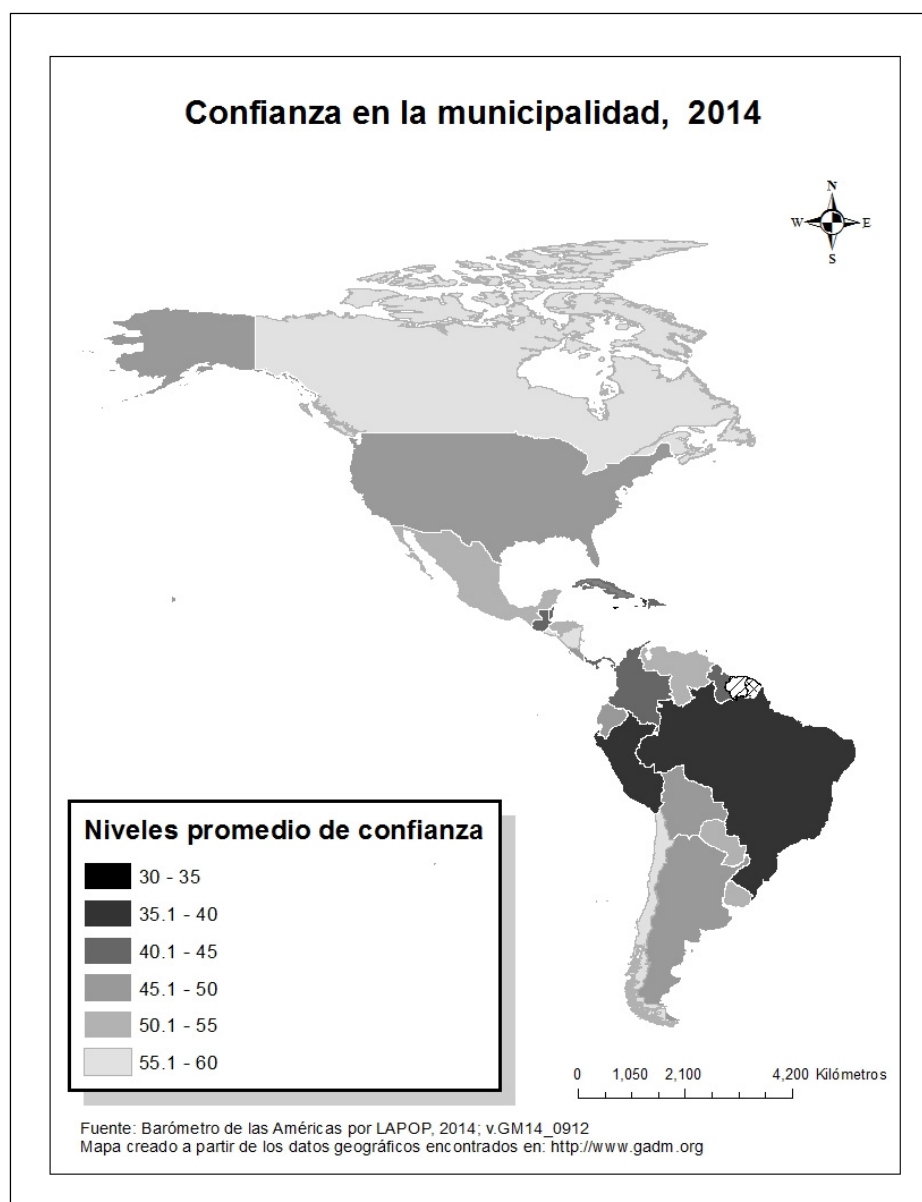 Confianza en la municipalidad, 2014
N
W E
S
Niveles promedio de confianza
30 - 35
35.1 - 40
40.1 - 45
45.1 - 50
50.1 - 55
55.1 - 60
0 1,050 2,100 4,200 Kilómetros
Fuente: Barómetro de las Américas por LAPOP, 2014; v.GM14_0912
Mapa creado a partir de los datos geográficos encontrados en: http://www.gadm.org